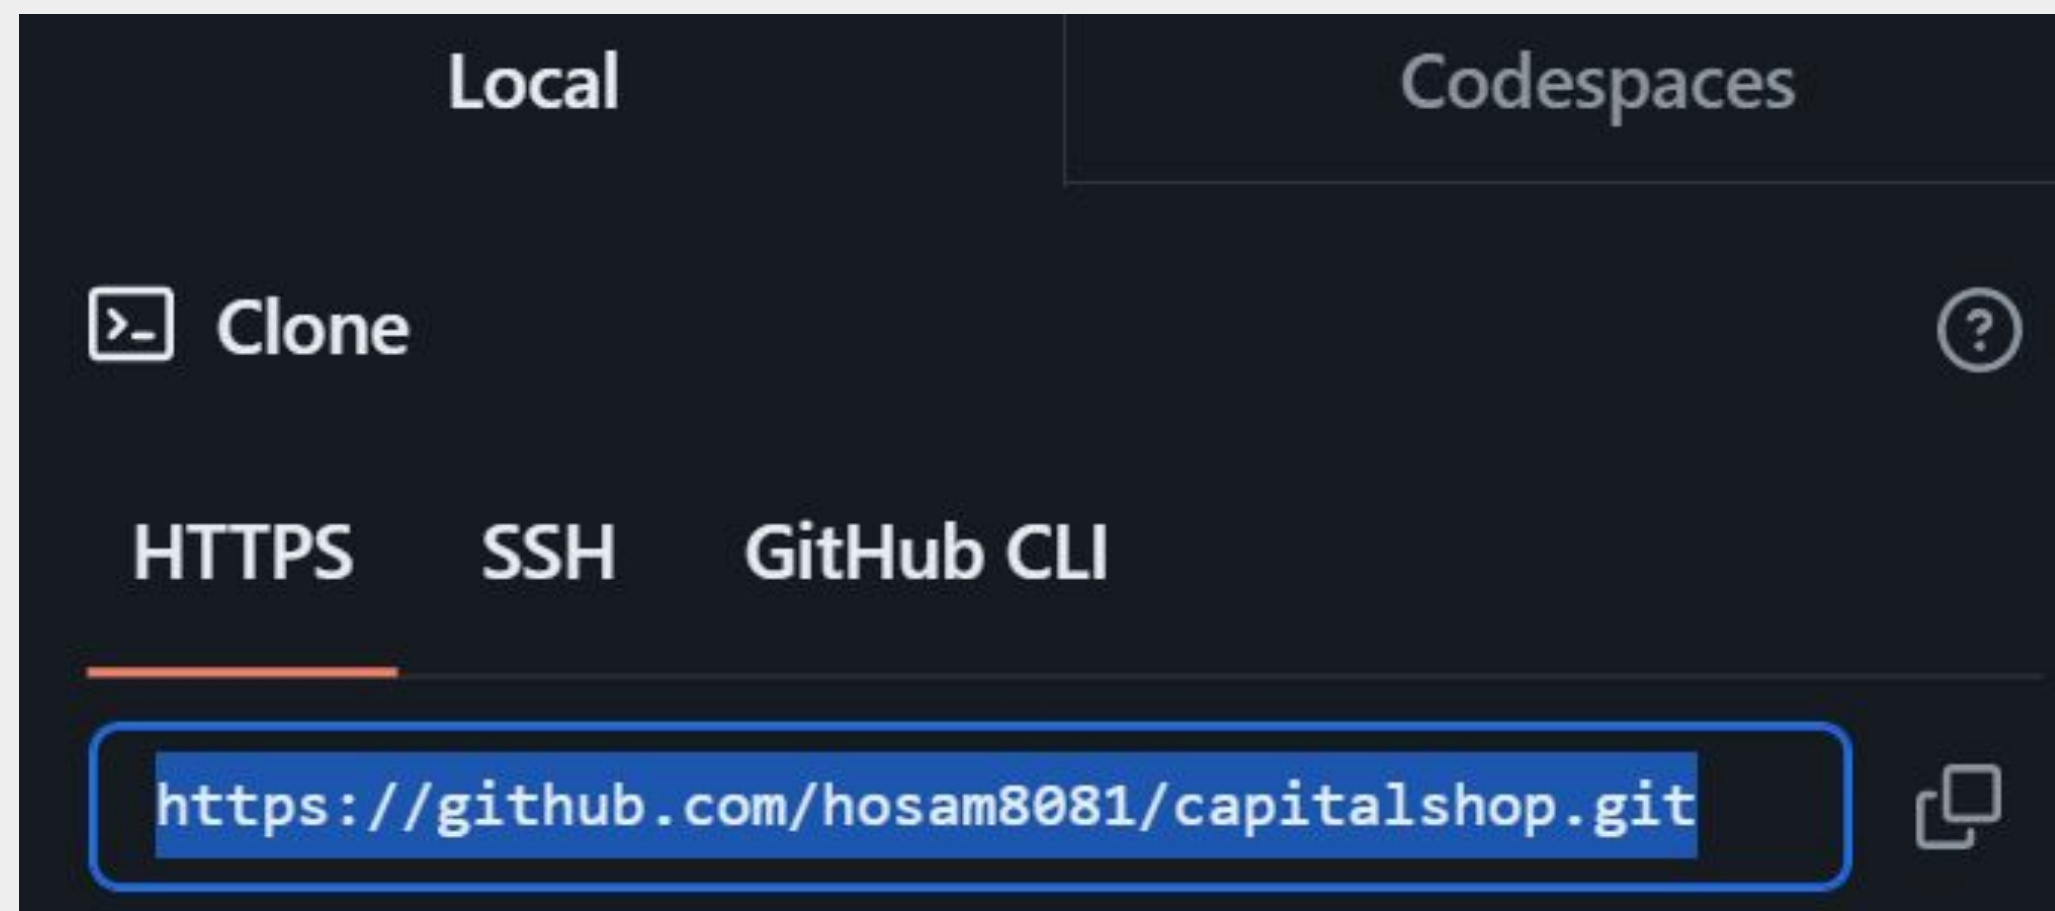 Local Codespaces
Clone
HTTPS SSH GitHub CLI
https://github.com/hosam8081/capitalshop.git